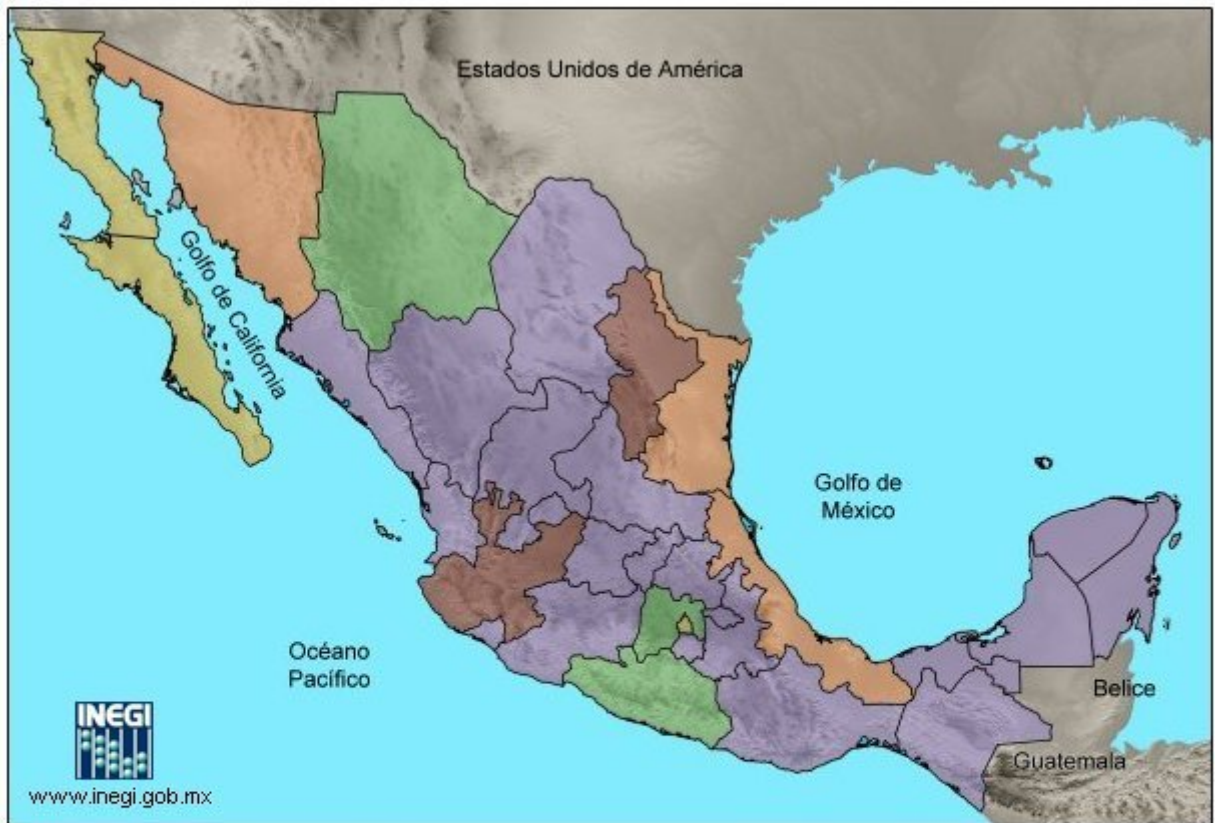 Estados Unidos de América
Golfo de California
Golfo de
México
Océano
Pacífico
Belice
Guatemala
INEGI
www.inegi.gob.mx